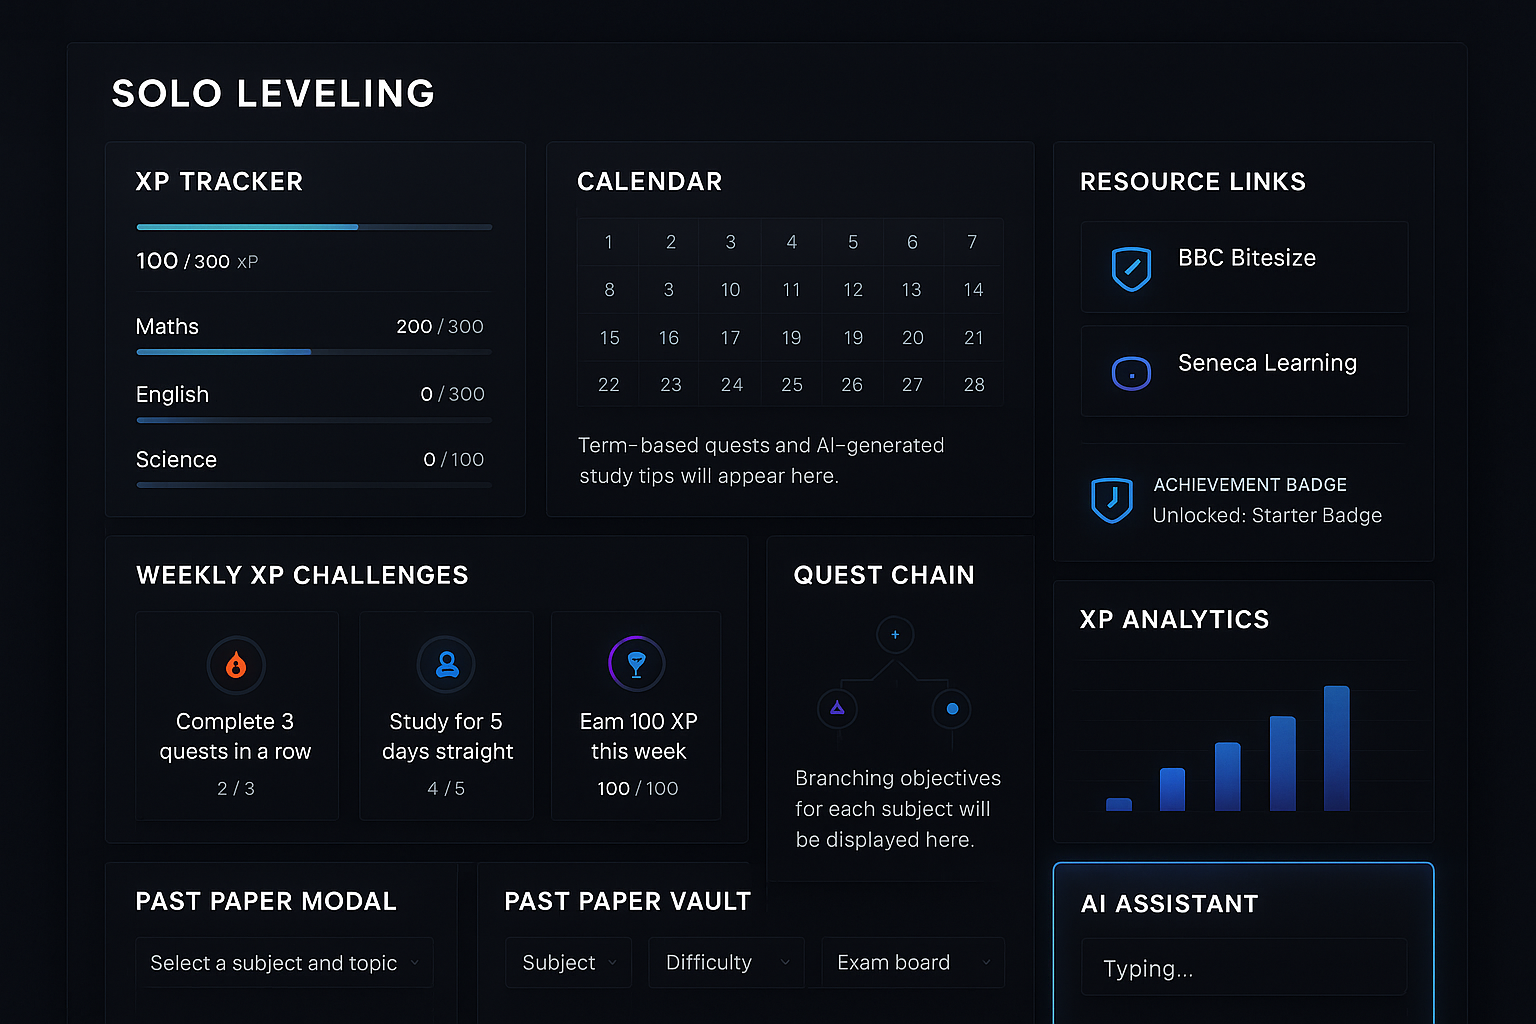 SOLO LEVELING
XP TRACKER
100 / 300 xP
Maths 200 / 300
English 0 / 300
Science 0 / 100
CALENDAR
1 2 3 4 5 6 7
8 3 10 11 12 13 14
15 16 17 19 19 20 21
22 23 24 25 26 27 28
Term-based quests and AI-generated
study tips will appear here.
RESOURCE LINKS
BBC Bitesize
Seneca Learning
ACHIEVEMENT BADGE
Unlocked: Starter Badge
WEEKLY XP CHALLENGES
Complete 3
quests in a row
2 / 3
Study for 5
days straight
4 / 5
Eam 100 XP
this week
100 / 100
QUEST CHAIN
Branching objectives
for each subject will
be displayed here.
XP ANALYTICS
PAST PAPER MODAL
Select a subject and topic
PAST PAPER VAULT
Subject
Difficulty
Exam board
AI ASSISTANT
Typing...